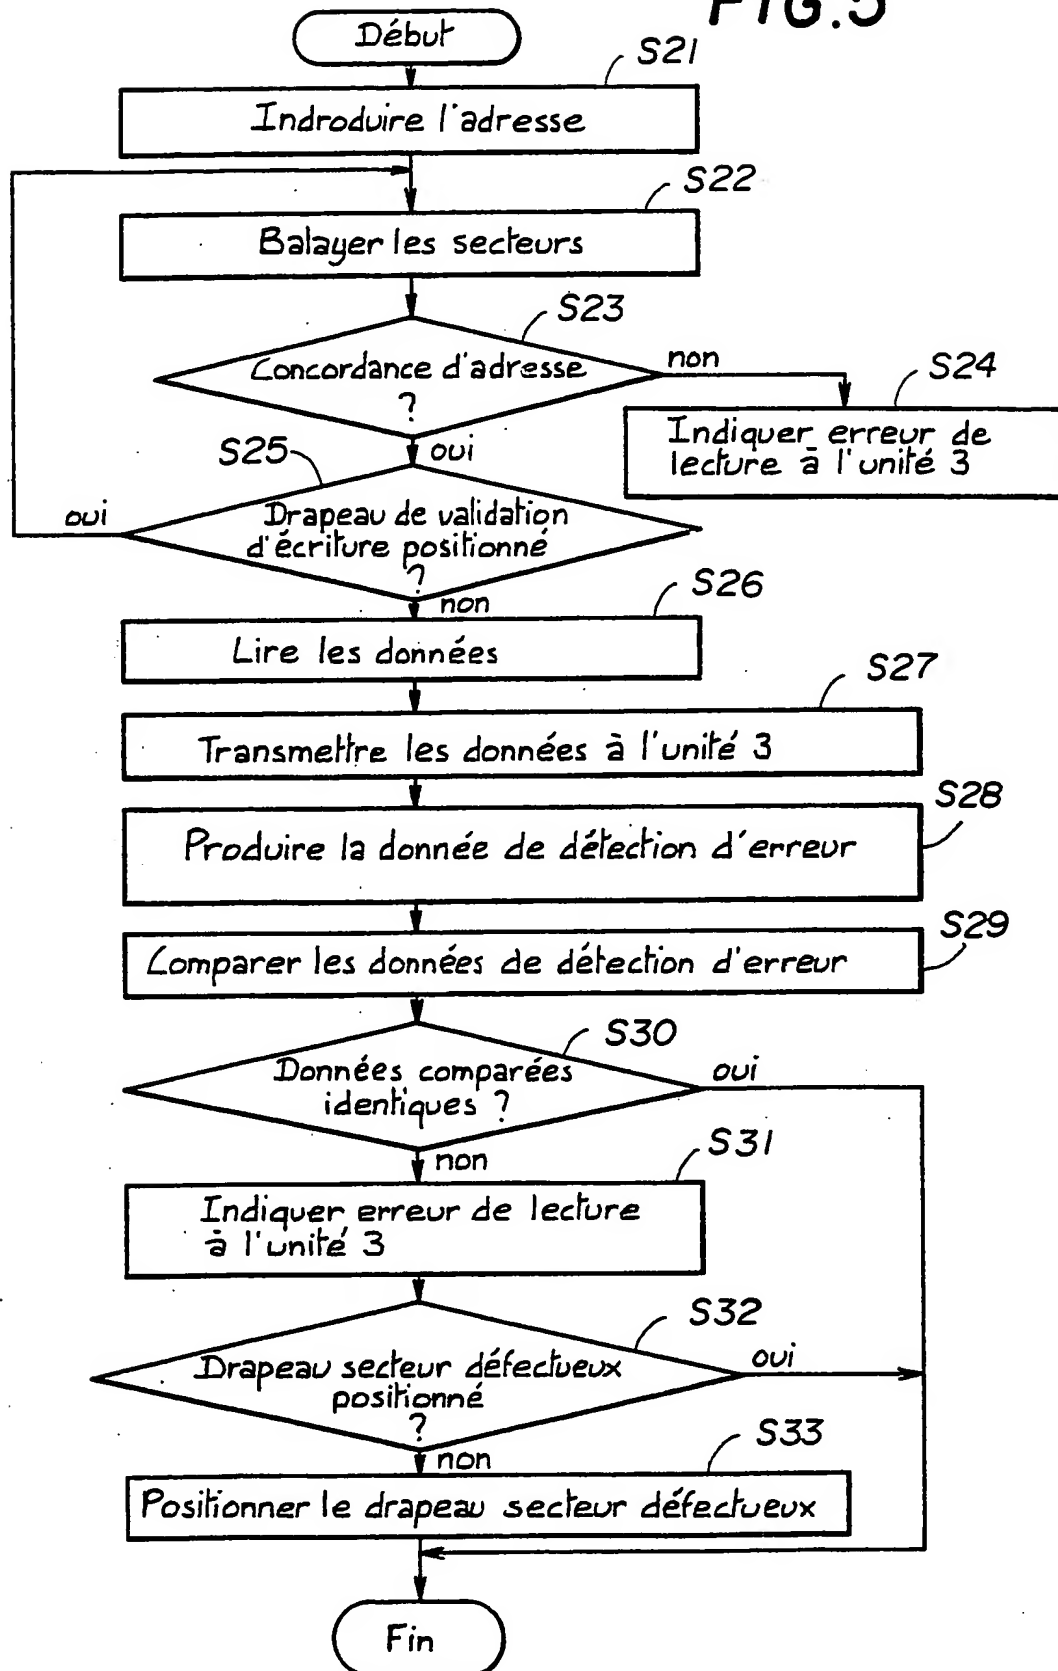 FIG.5
Début
S21
Indroduire l'adresse
S22
Balayer les secteurs
S23
Concordance d'adresse
?
non
S24
Indiquer erreur de
lecture à l'unité 3
oui
S25
oui
Drapeau de validation
d'écriture positionné
?
non
S26
Lire les données
S27
Transmettre les données à l'unité 3
S28
Produire la donnée de détection d'erreur
S29
Comparer les données de détection d'erreur
S30
Données comparées
identiques ?
oui
non
S31
Indiquer erreur de lecture
à l'unité 3
S32
Drapeau secteur défectueux
positionné
?
oui
non
S33
Positionner le drapeau secteur défectueux
Fin